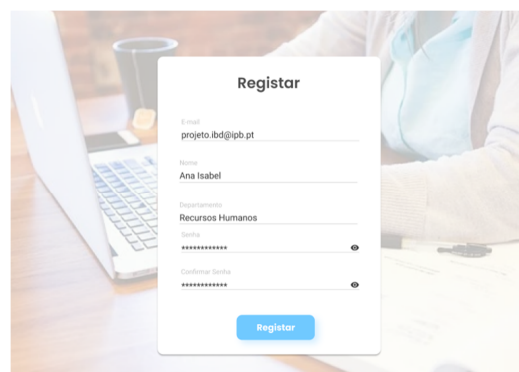 Registar
E-mail
projeto.ibd@ipb.pt
Nome
Ana Isabel
Departamento
Recursos Humanos
Senha
************
Confirmar Senha
************
Registar